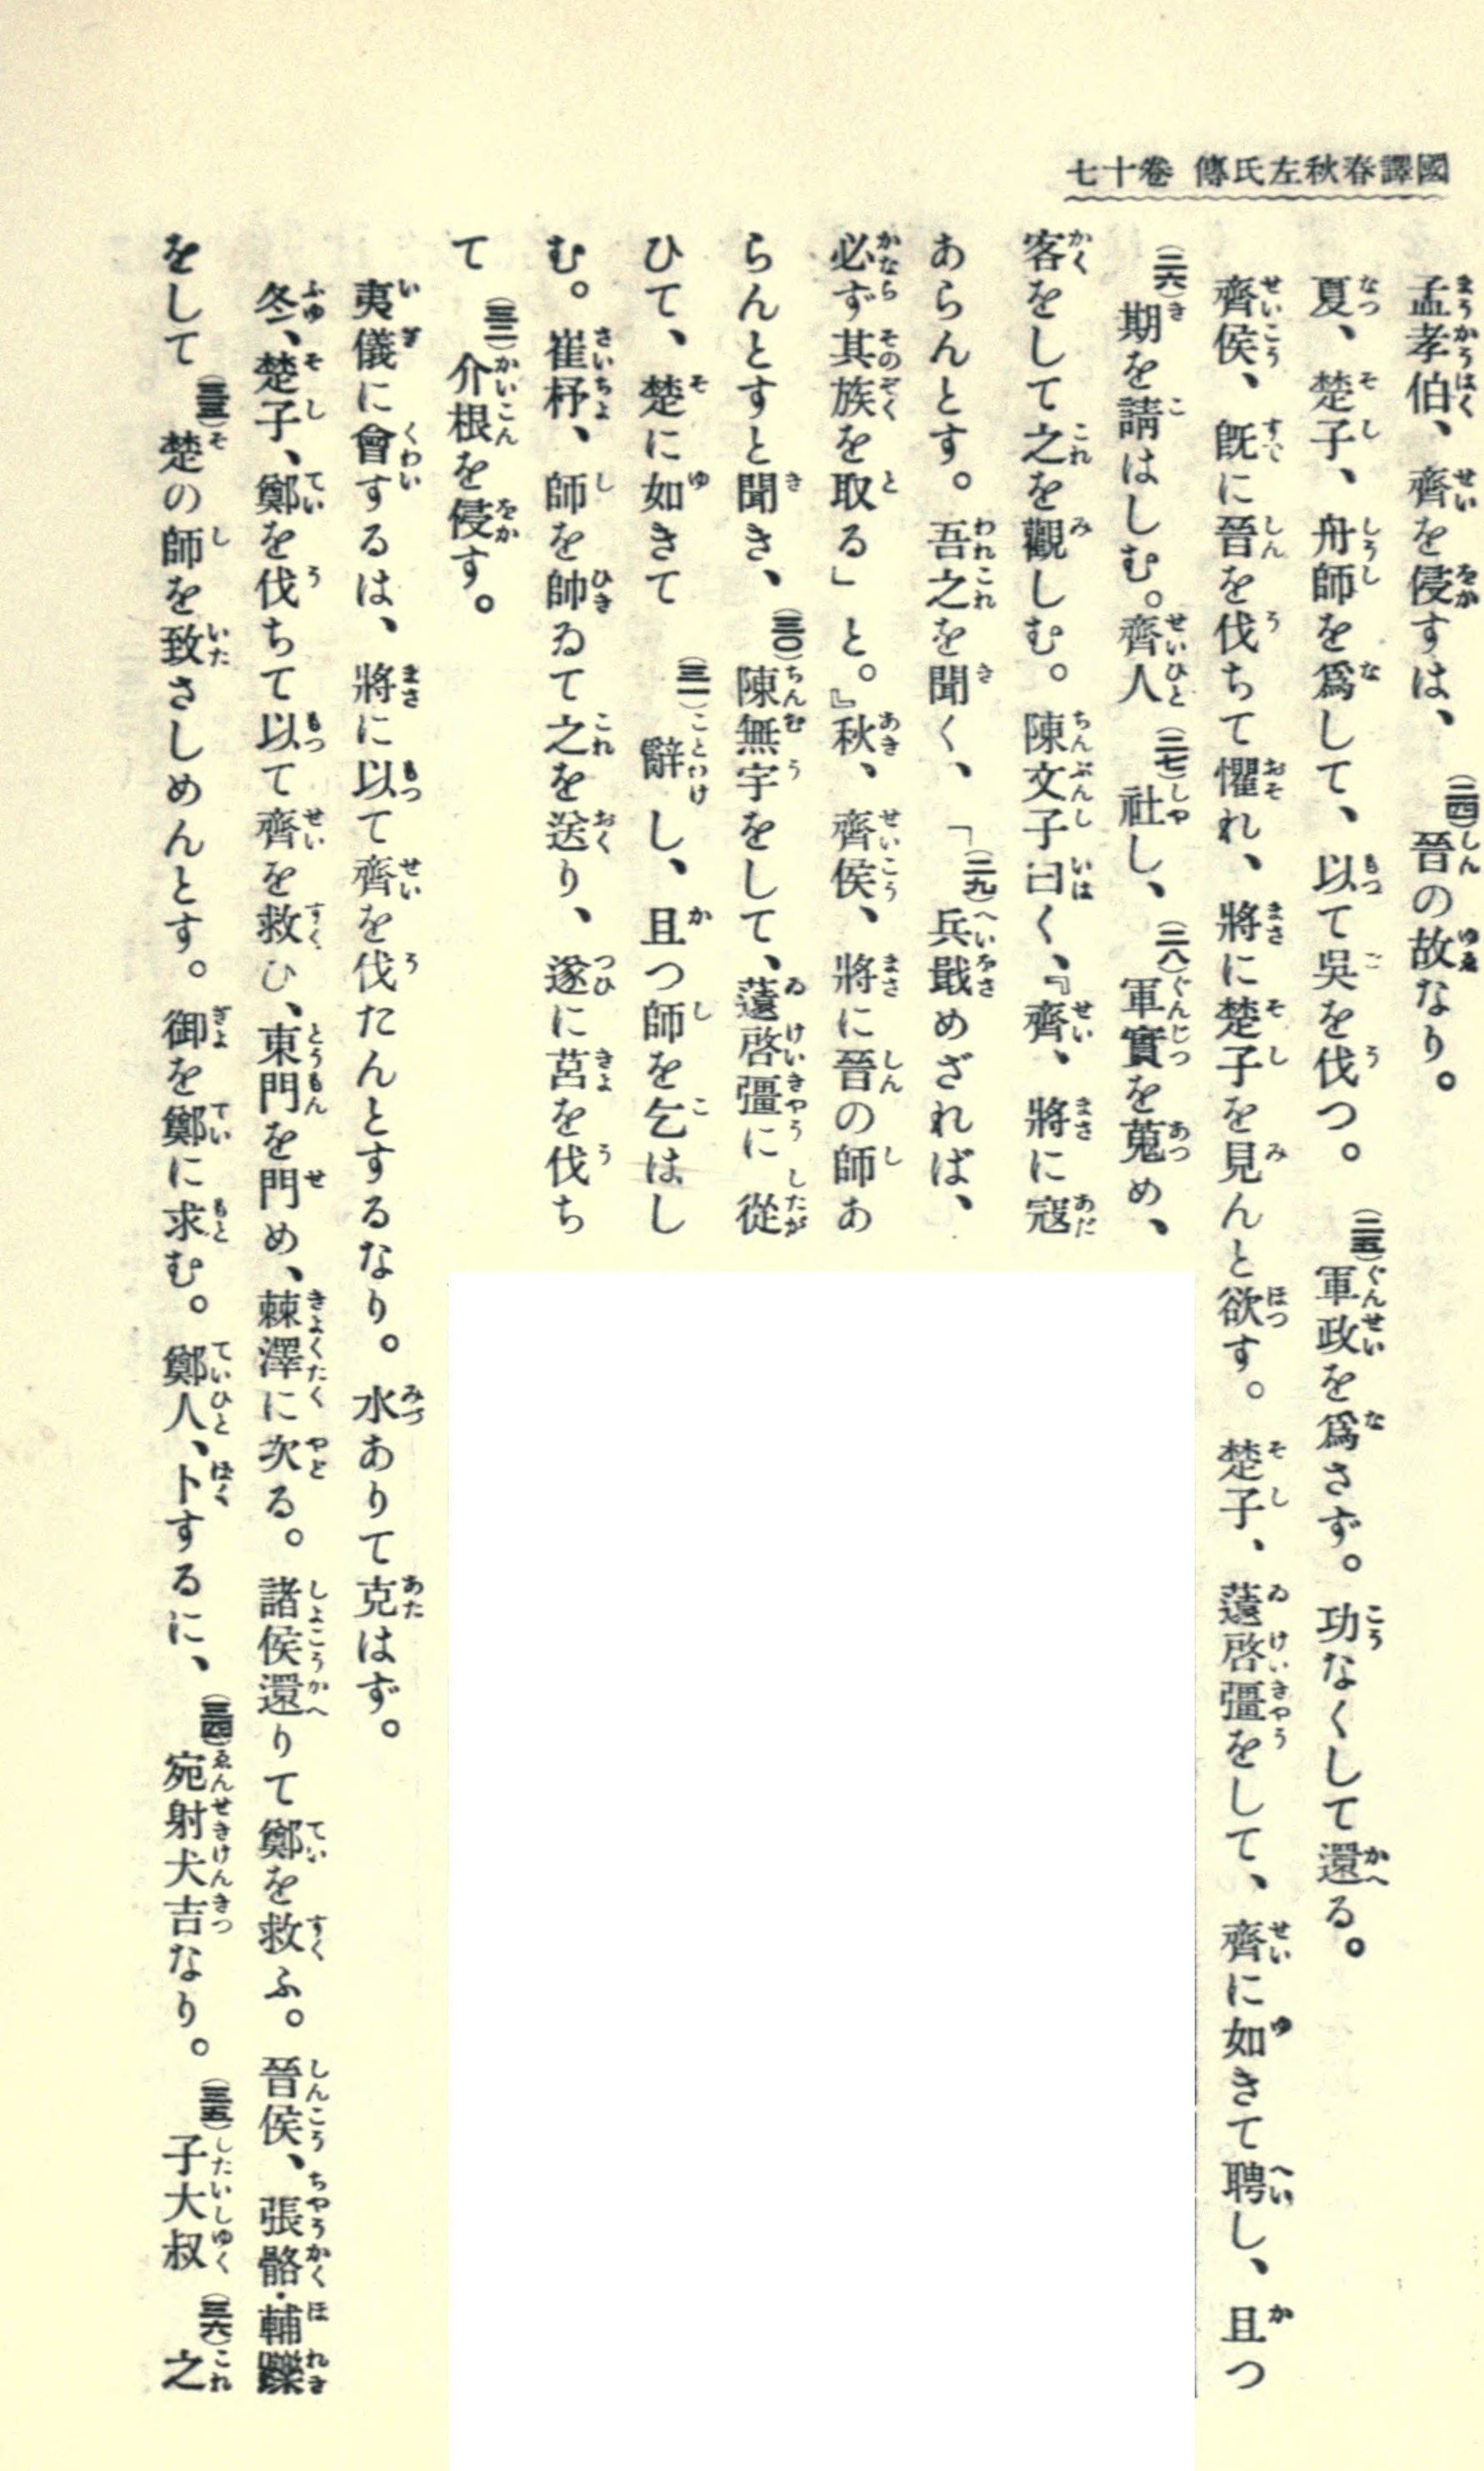 國譯春秋左氏傳 卷十七
孟孝伯、齊を侵すは、(二四)晉の故なり。
夏、楚子、舟師を爲して、以て吳を伐つ。(二五)軍政を爲さず。功なくして還る。
齊侯、既に晉を伐ちて懼れ、將に楚子を見んと欲す。楚子、薳啓彊をして、齊に如きて聘し、且つ
(二六)期を請はしむ。齊人(二七)社し、(二八)軍實を蒐め、
客をして之を觀しむ。陳文子曰く、『齊、將に寇
あらんとす。吾之を聞く、「(二九)兵戢めざれば、
必ず其族を取る」と。』秋、齊侯、將に晉の師あ
らんとすと聞き、(三〇)陳無宇をして、薳啓彊に從
ひて、楚に如きて(三一)辭し、且つ師を乞はし
む。崔杼、師を帥ゐて之を送り、遂に莒を伐ち
て(三二)介根を侵す。
夷儀に會するは、將に以て齊を伐たんとするなり。水ありて克はず。
冬、楚子、鄭を伐ちて以て齊を救ひ、東門を門め、棘澤に次る。諸侯還りて鄭を救ふ。晉侯、張骼・輔躒
をして(三三)楚の師を致さしめんとす。御を鄭に求む。鄭人、卜するに、(三四)宛射犬吉なり。(三五)子大叔(三六)之